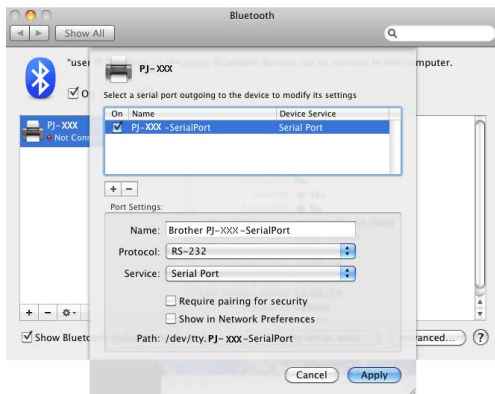 Bluetooth
Show All
"user
mputer.
PJ-XXX
Select a serial port outgoing to the device to modify its settings
On Name Device Service
PJ-XXX -SerialPort Serial Port
PJ-XXX
Not Conn
+ -
Port Settings:
Name: Brother PJ-XXX-SerialPort
Protocol: RS-232
Service: Serial Port
Require pairing for security
Show in Network Preferences
Path: /dev/tty.PJ-XXX-SerialPort
+ -
Show Bluet
anced...
?
Cancel Apply